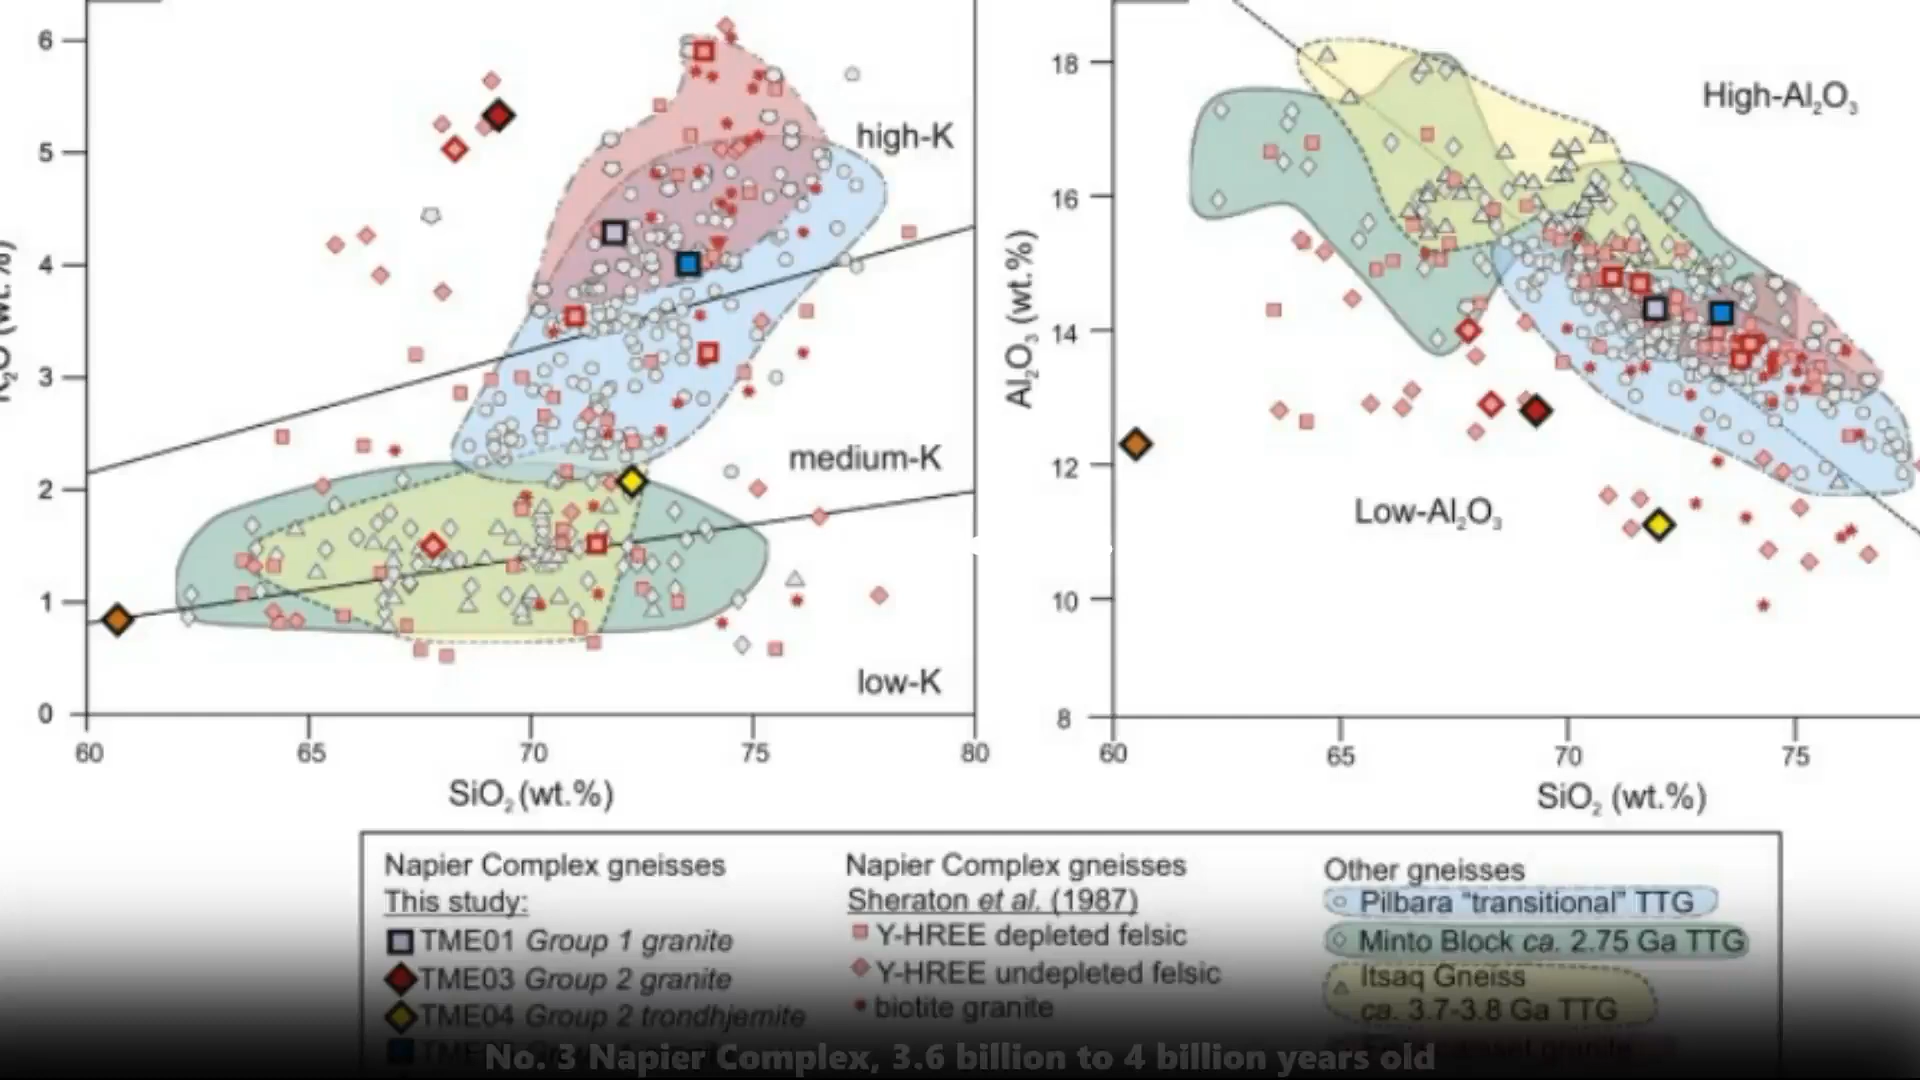 6
5
4
3
2
1
0
60
65
70
75
80
SiO₂ (wt.%)
high-K
medium-K
low-K
18
16
14
12
10
8
Al₂O₃ (wt.%)
60
65
70
75
SiO₂ (wt.%)
High-Al₂O₃
Low-Al₂O₃
Napier Complex gneisses
This study:
TME01 Group 1 granite
TME03 Group 2 granite
TME04 Group 2 trondhjemite
Napier Complex gneisses
Sheraton et al. (1987)
Y-HREE depleted felsic
Y-HREE undepleted felsic
biotite granite
Other gneisses
Pilbara "transitional" TTG
Minto Block ca. 2.75 Ga TTG
Itsaq Gneiss
ca. 3.7-3.8 Ga TTG
No. 3 Napier Complex, 3.6 billion to 4 billion years old